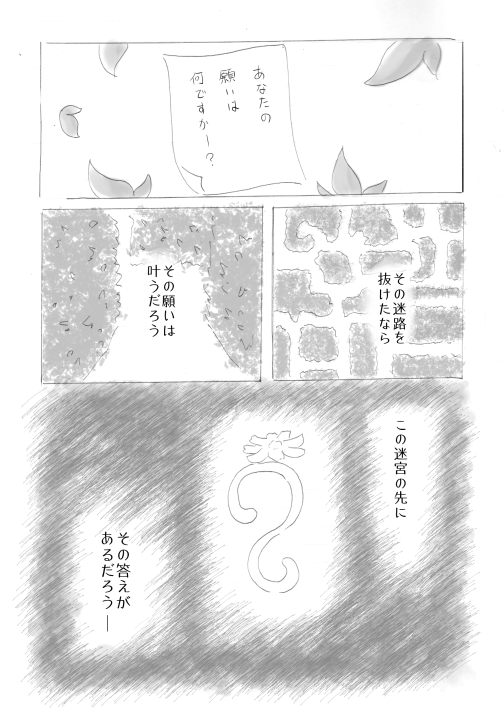 あなたの
願いは
何ですかー？
その迷路を
抜けたなら
その願いは
叶うだろう
この迷宮の先に
その答えが
あるだろう―